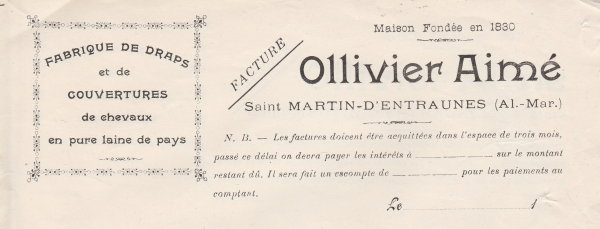 FABRIQUE DE DRAPS
et de
COUVERTURES
de chevaux
en pure laine de pays
FACTURE
Maison Fondée en 1830
Ollivier Aimé
Saint MARTIN-D'ENTRAUNES (Al.-Mar.)
N. B. — Les factures doivent être acquittées dans l'espace de trois mois,
passé ce délai on devra payer les intérêts à ____________ sur le montant
restant dû. Il sera fait un escompte de ____________ pour les paiements au
comptant.
Le ____________ 1